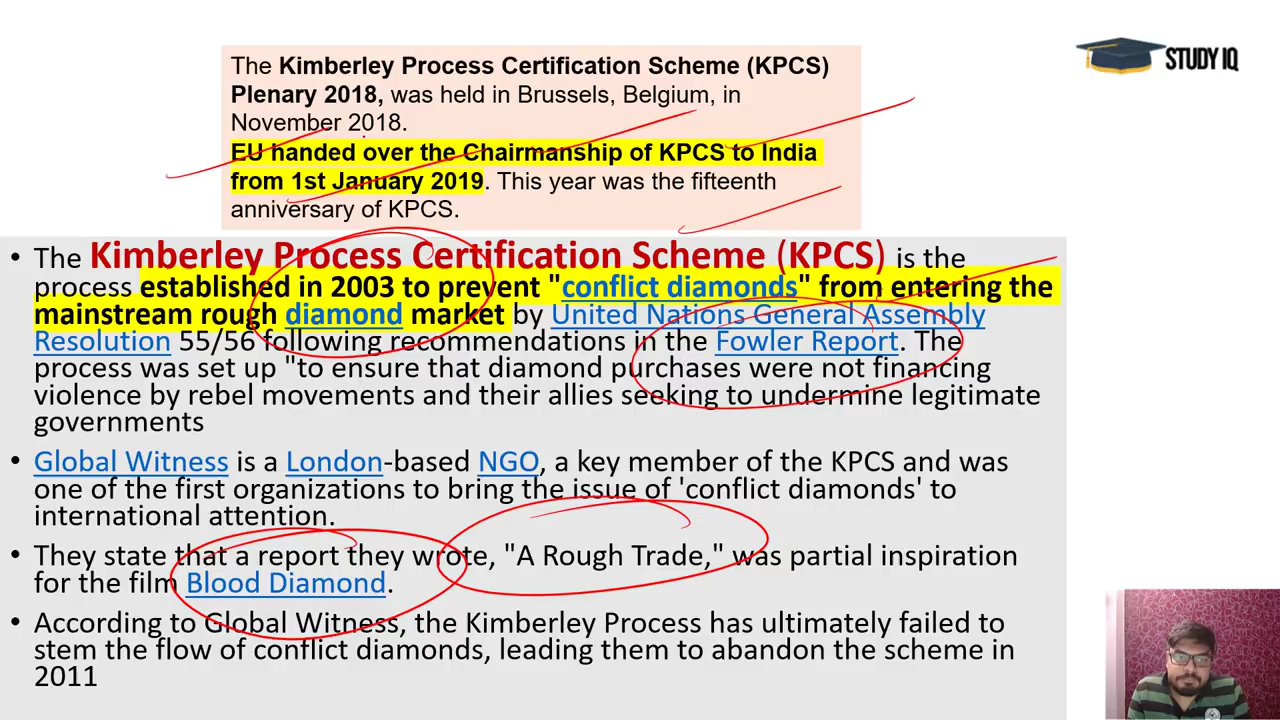 The Kimberley Process Certification Scheme (KPCS)
Plenary 2018, was held in Brussels, Belgium, in
November 2018.
EU handed over the Chairmanship of KPCS to India
from 1st January 2019. This year was the fifteenth
anniversary of KPCS.
STUDY IQ
• The Kimberley Process Certification Scheme (KPCS) is the
process established in 2003 to prevent "conflict diamonds" from entering the
mainstream rough diamond market by United Nations General Assembly
Resolution 55/56 following recommendations in the Fowler Report. The
process was set up "to ensure that diamond purchases were not financing
violence by rebel movements and their allies seeking to undermine legitimate
governments
• Global Witness is a London-based NGO, a key member of the KPCS and was
one of the first organizations to bring the issue of 'conflict diamonds' to
international attention.
• They state that a report they wrote, "A Rough Trade," was partial inspiration
for the film Blood Diamond.
• According to Global Witness, the Kimberley Process has ultimately failed to
stem the flow of conflict diamonds, leading them to abandon the scheme in
2011